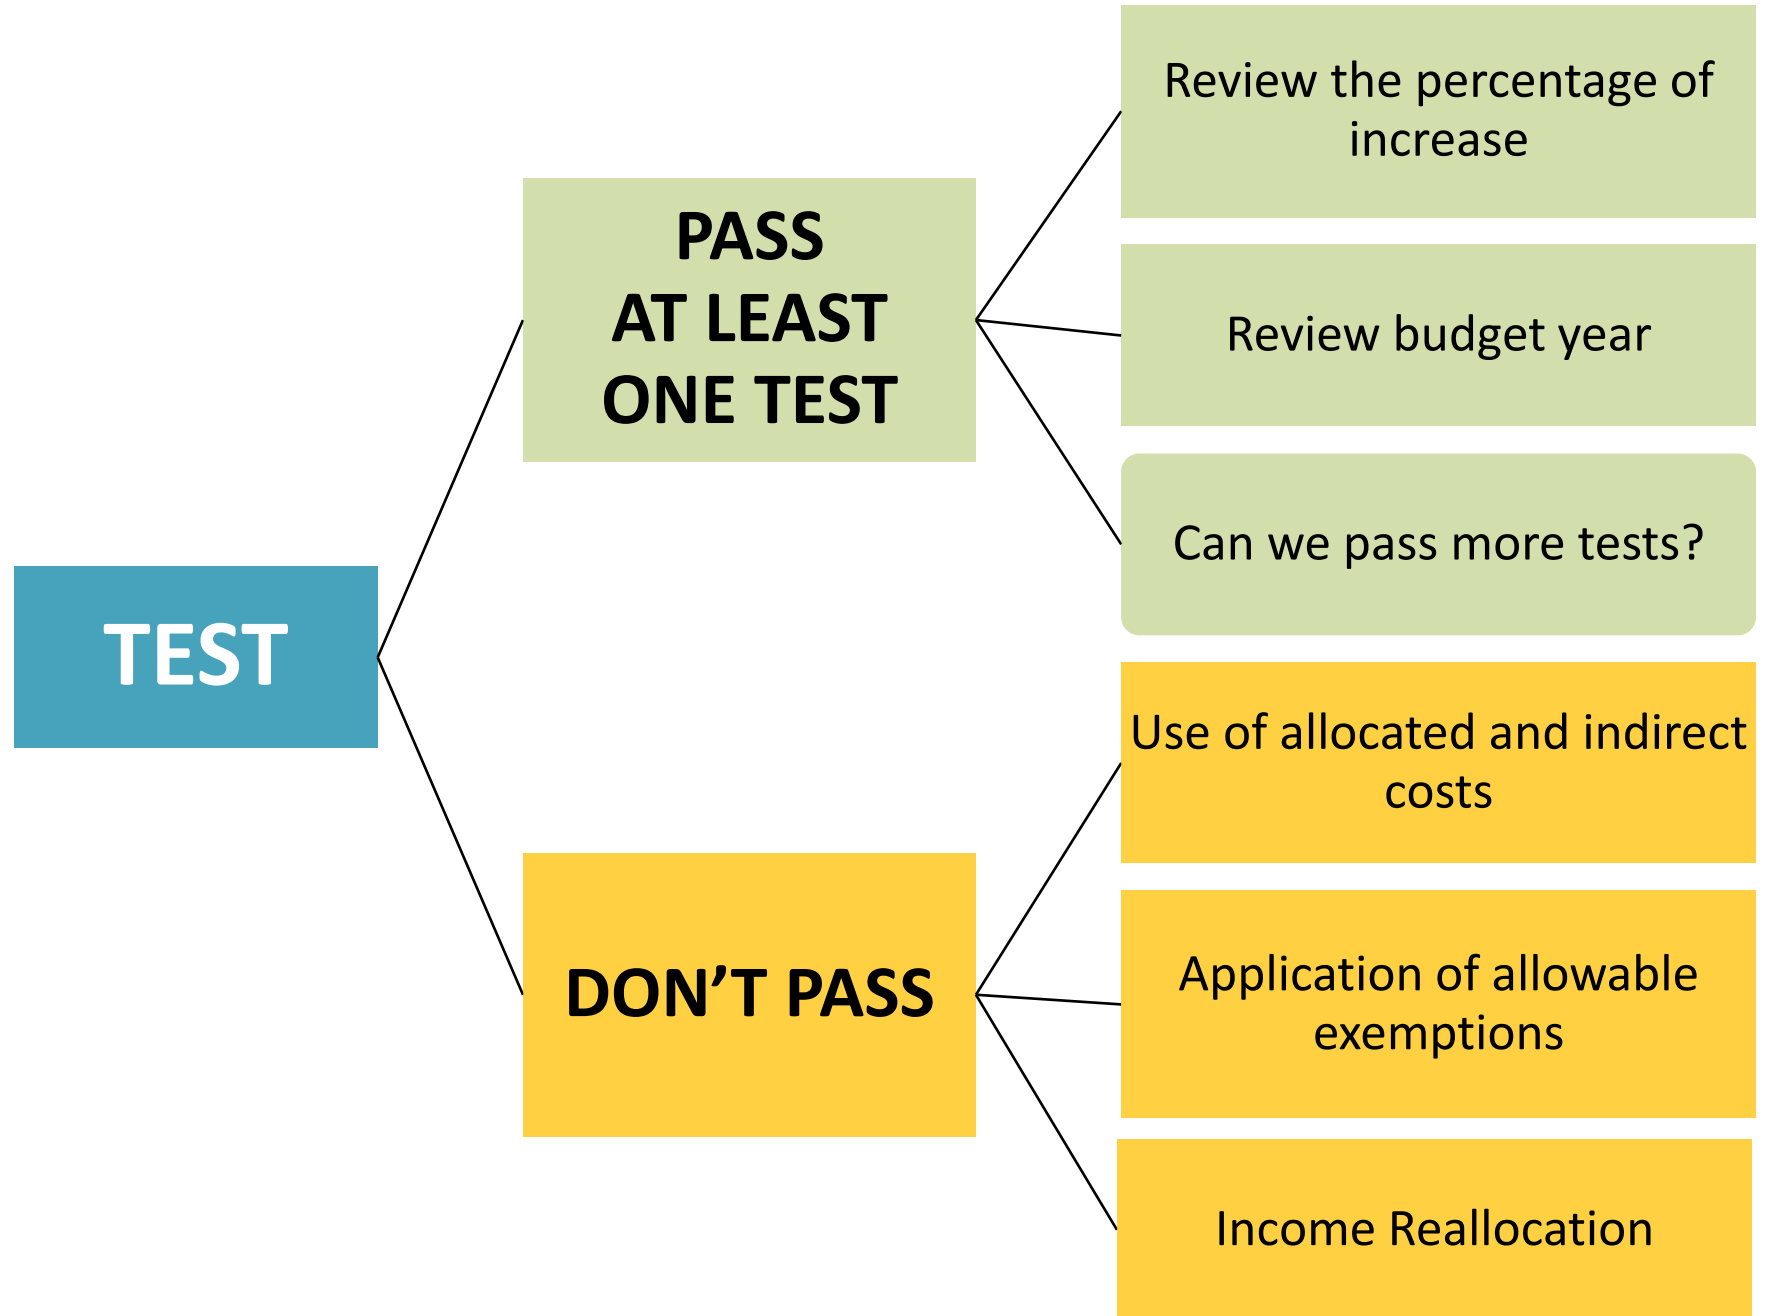 TEST
PASS
AT LEAST
ONE TEST
Review the percentage of
increase
Review budget year
Can we pass more tests?
DON’T PASS
Use of allocated and indirect
costs
Application of allowable
exemptions
Income Reallocation